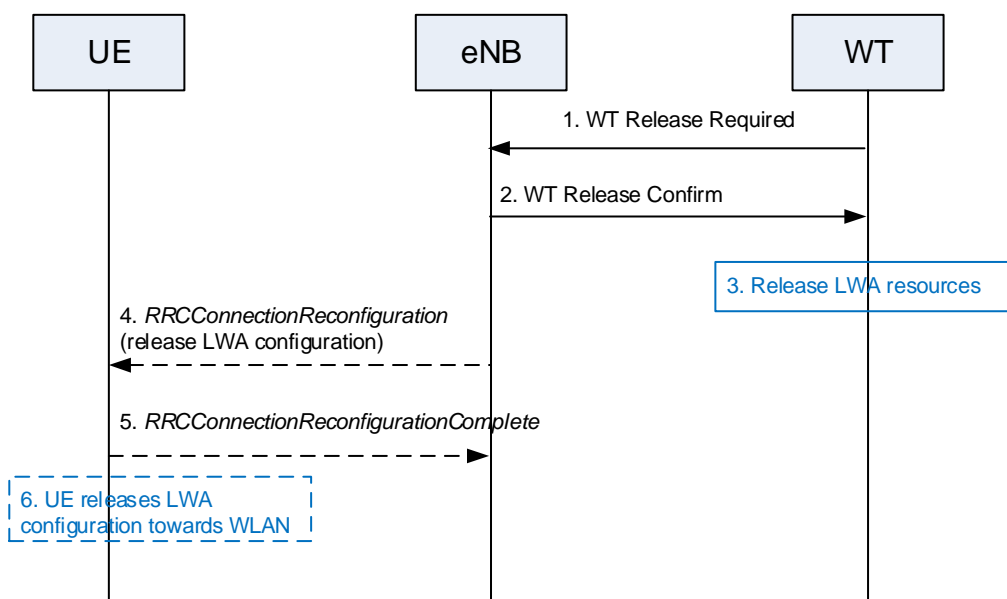 UE
eNB
WT
1. WT Release Required
2. WT Release Confirm
3. Release LWA resources
4. RRCConnectionReconfiguration
(release LWA configuration)
5. RRCConnectionReconfigurationComplete
6. UE releases LWA
configuration towards WLAN